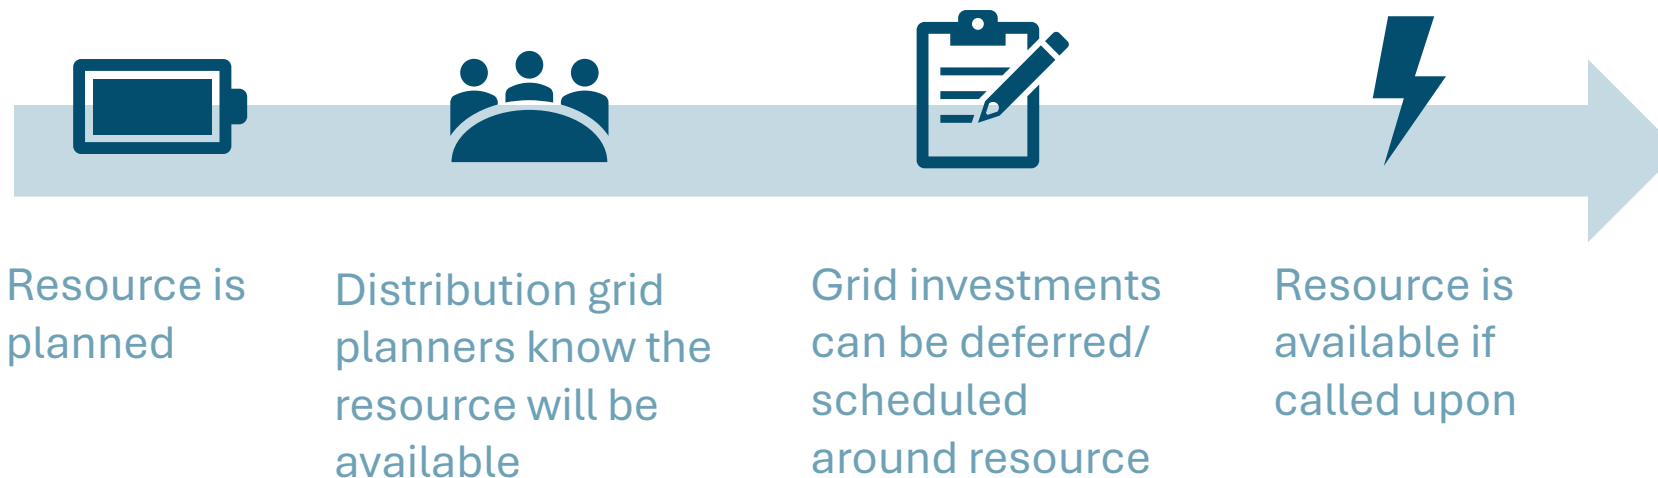 Resource is
planned
Distribution grid
planners know the
resource will be
available
Grid investments
can be deferred/
scheduled
around resource
Resource is
available if
called upon